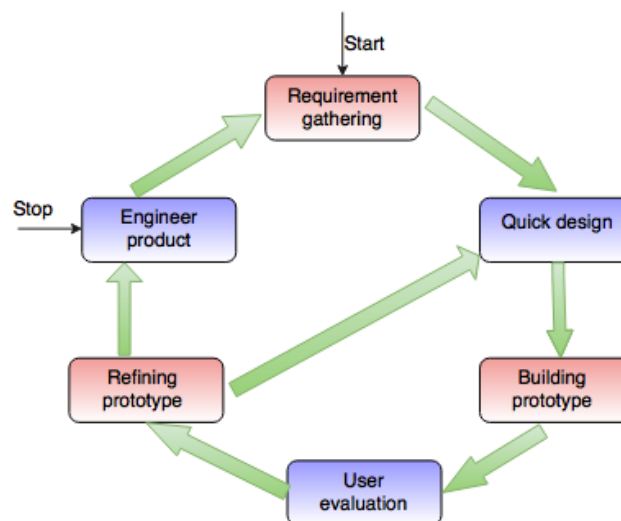 Start
Requirement
gathering
Stop
Engineer
product
Quick design
Refining
prototype
Building
prototype
User
evaluation